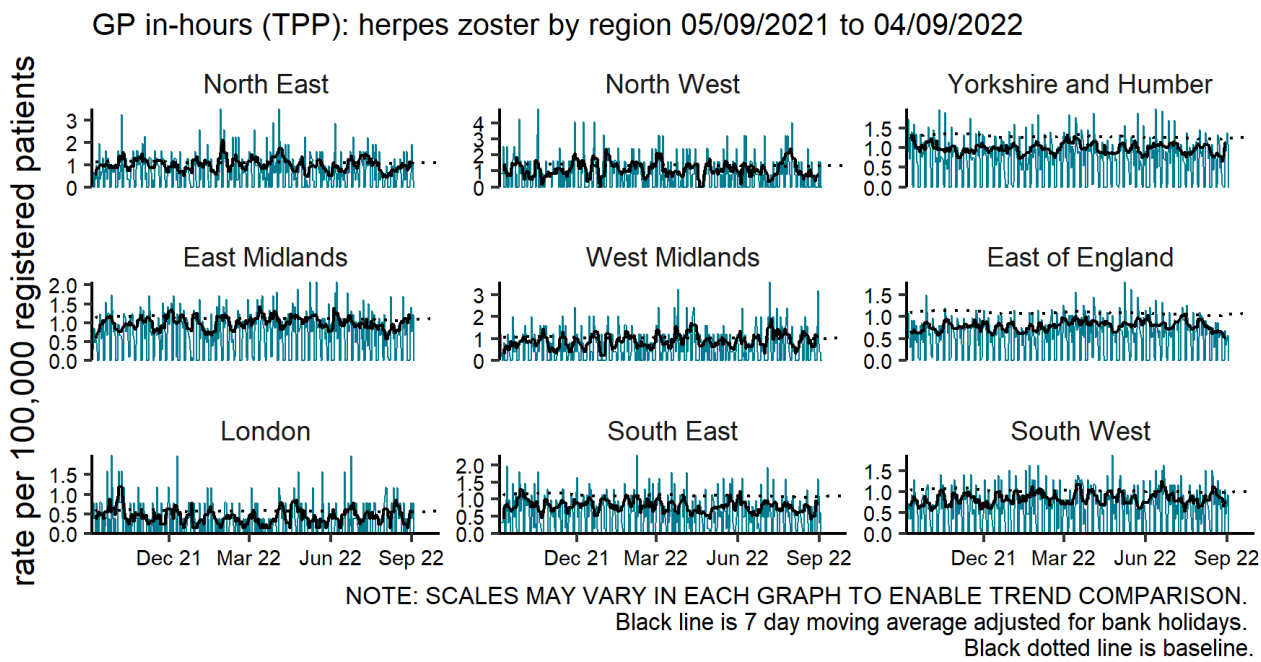 GP in-hours (TPP): herpes zoster by region 05/09/2021 to 04/09/2022
rate per 100,000 registered patients
North East
3
2
1
0
North West
4
3
2
1
0
Yorkshire and Humber
1.5
1.0
0.5
0.0
East Midlands
2.0
1.5
1.0
0.5
0.0
West Midlands
3
2
1
0
East of England
1.5
1.0
0.5
0.0
London
1.5
1.0
0.5
0.0
Dec 21 Mar 22 Jun 22 Sep 22
South East
2.0
1.5
1.0
0.5
0.0
Dec 21 Mar 22 Jun 22 Sep 22
South West
1.5
1.0
0.5
0.0
Dec 21 Mar 22 Jun 22 Sep 22
NOTE: SCALES MAY VARY IN EACH GRAPH TO ENABLE TREND COMPARISON.
Black line is 7 day moving average adjusted for bank holidays.
Black dotted line is baseline.